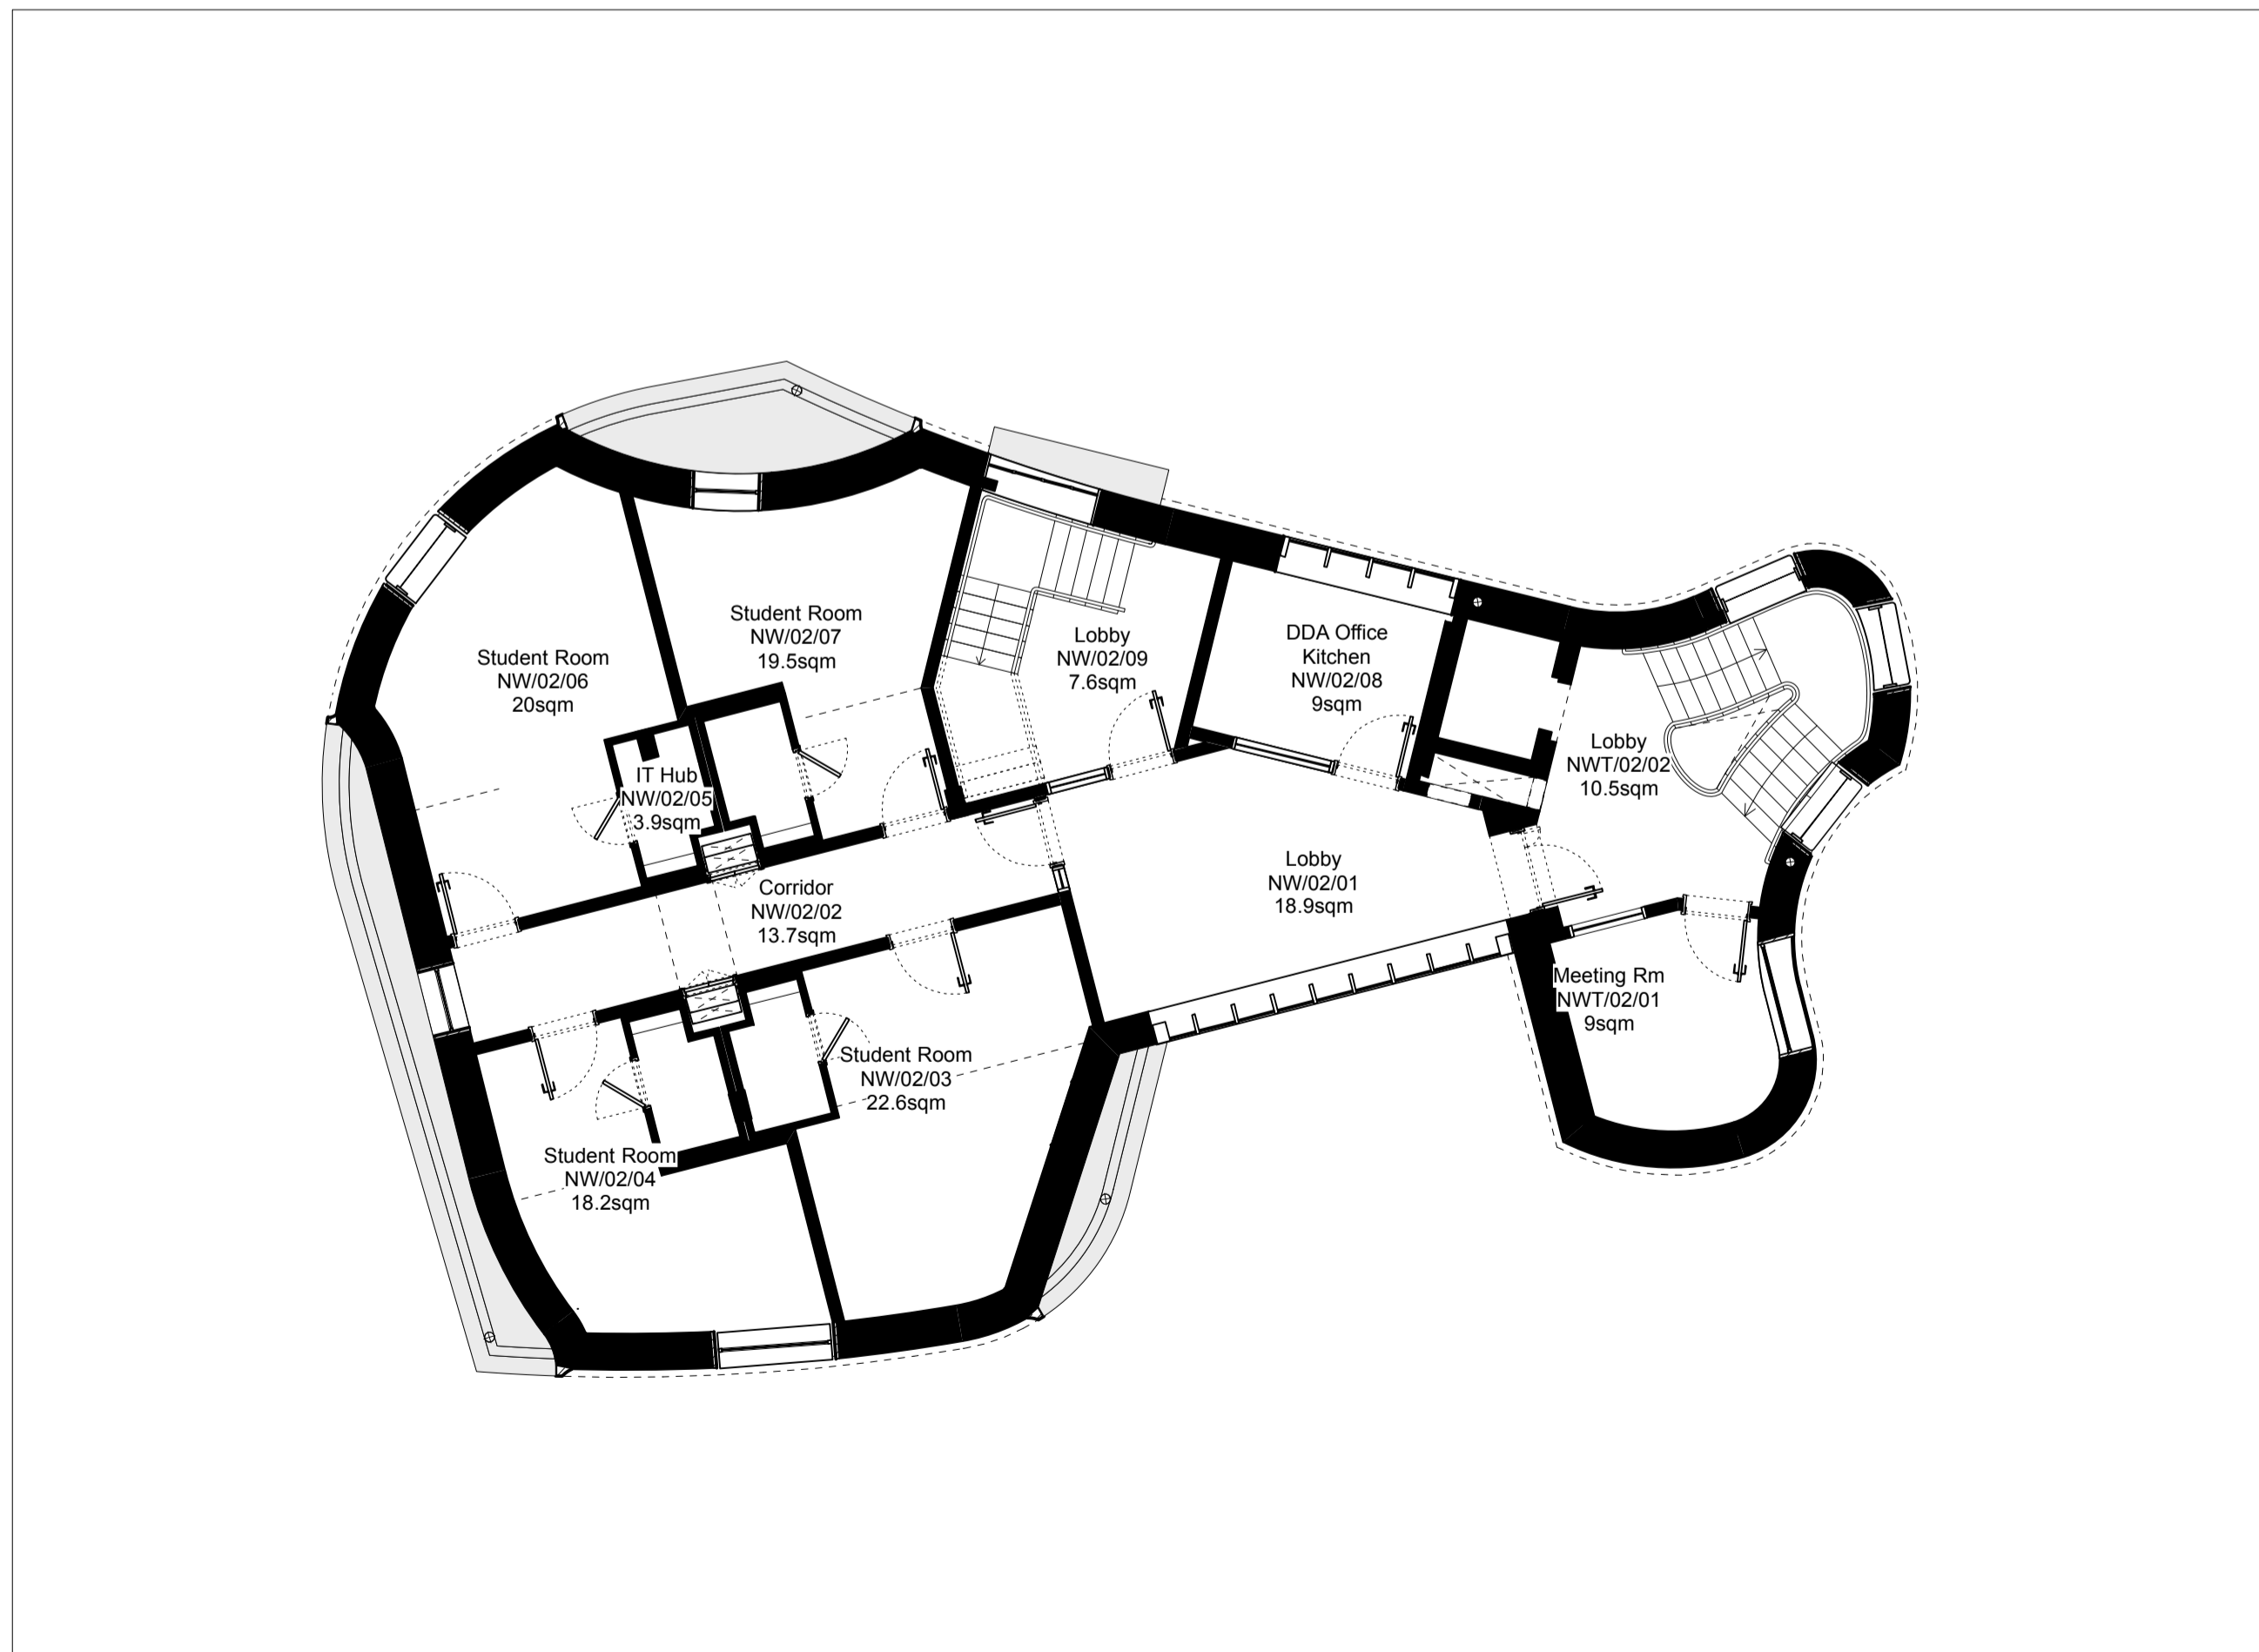 Student Room
NW/02/07
19.5sqm
Student Room
NW/02/06
20sqm
Lobby
NW/02/09
7.6sqm
DDA Office
Kitchen
NW/02/08
9sqm
IT Hub
NW/02/05
3.9sqm
Lobby
NWT/02/02
10.5sqm
Corridor
NW/02/02
13.7sqm
Lobby
NW/02/01
18.9sqm
Meeting Rm
NWT/02/01
9sqm
Student Room
NW/02/03
22.6sqm
Student Room
NW/02/04
18.2sqm